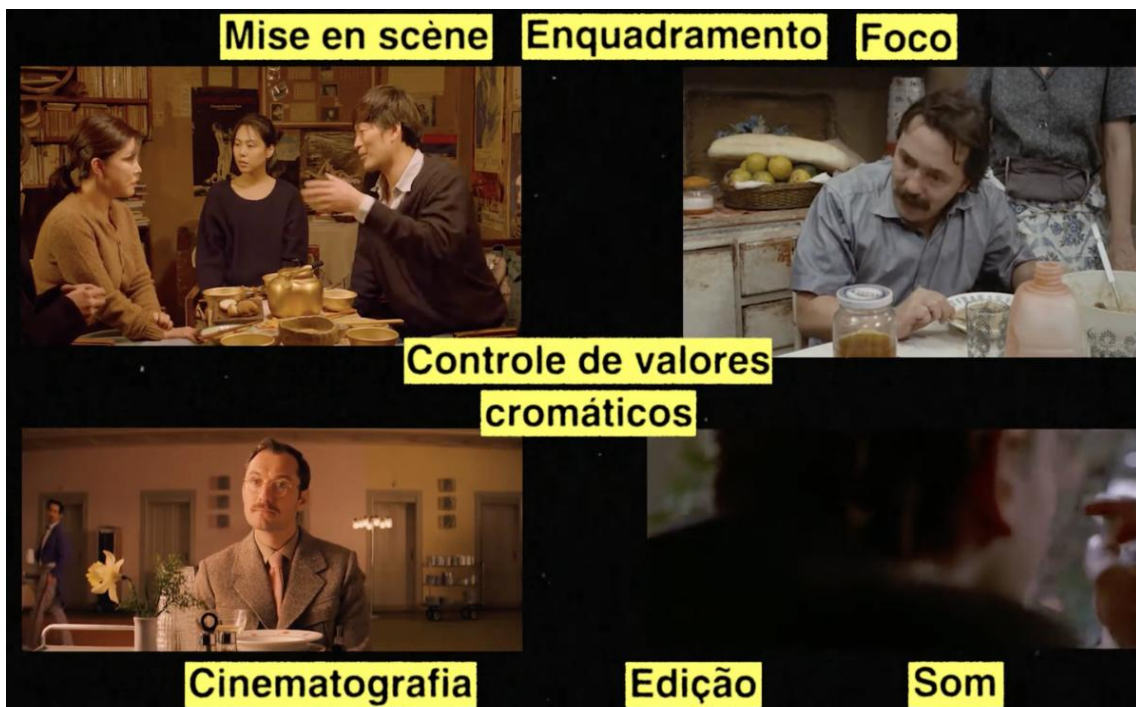 Mise en scène Enquadramento Foco
Controle de valores
cromáticos
Cinematografia Edição Som